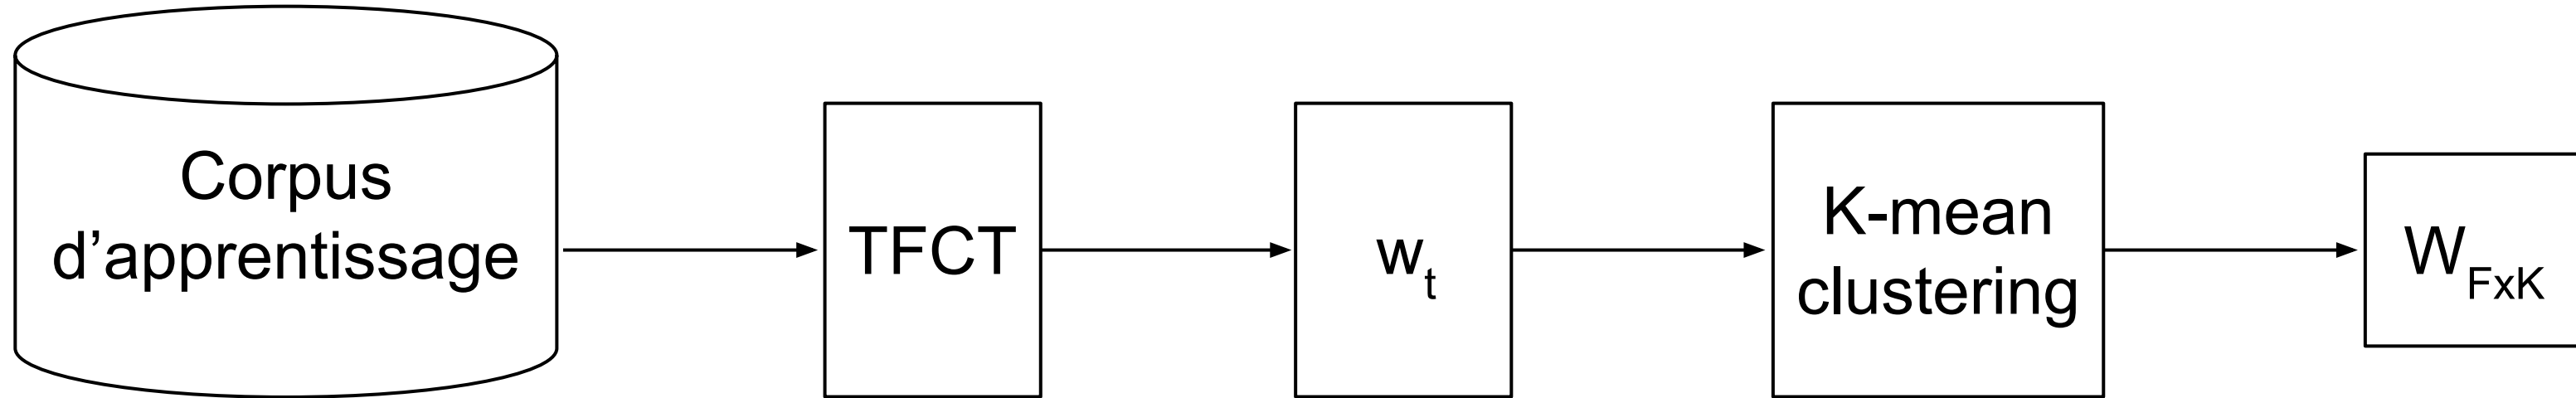 Corpus
d’apprentissage
TFCT
wt
K-mean
clustering
WFxK